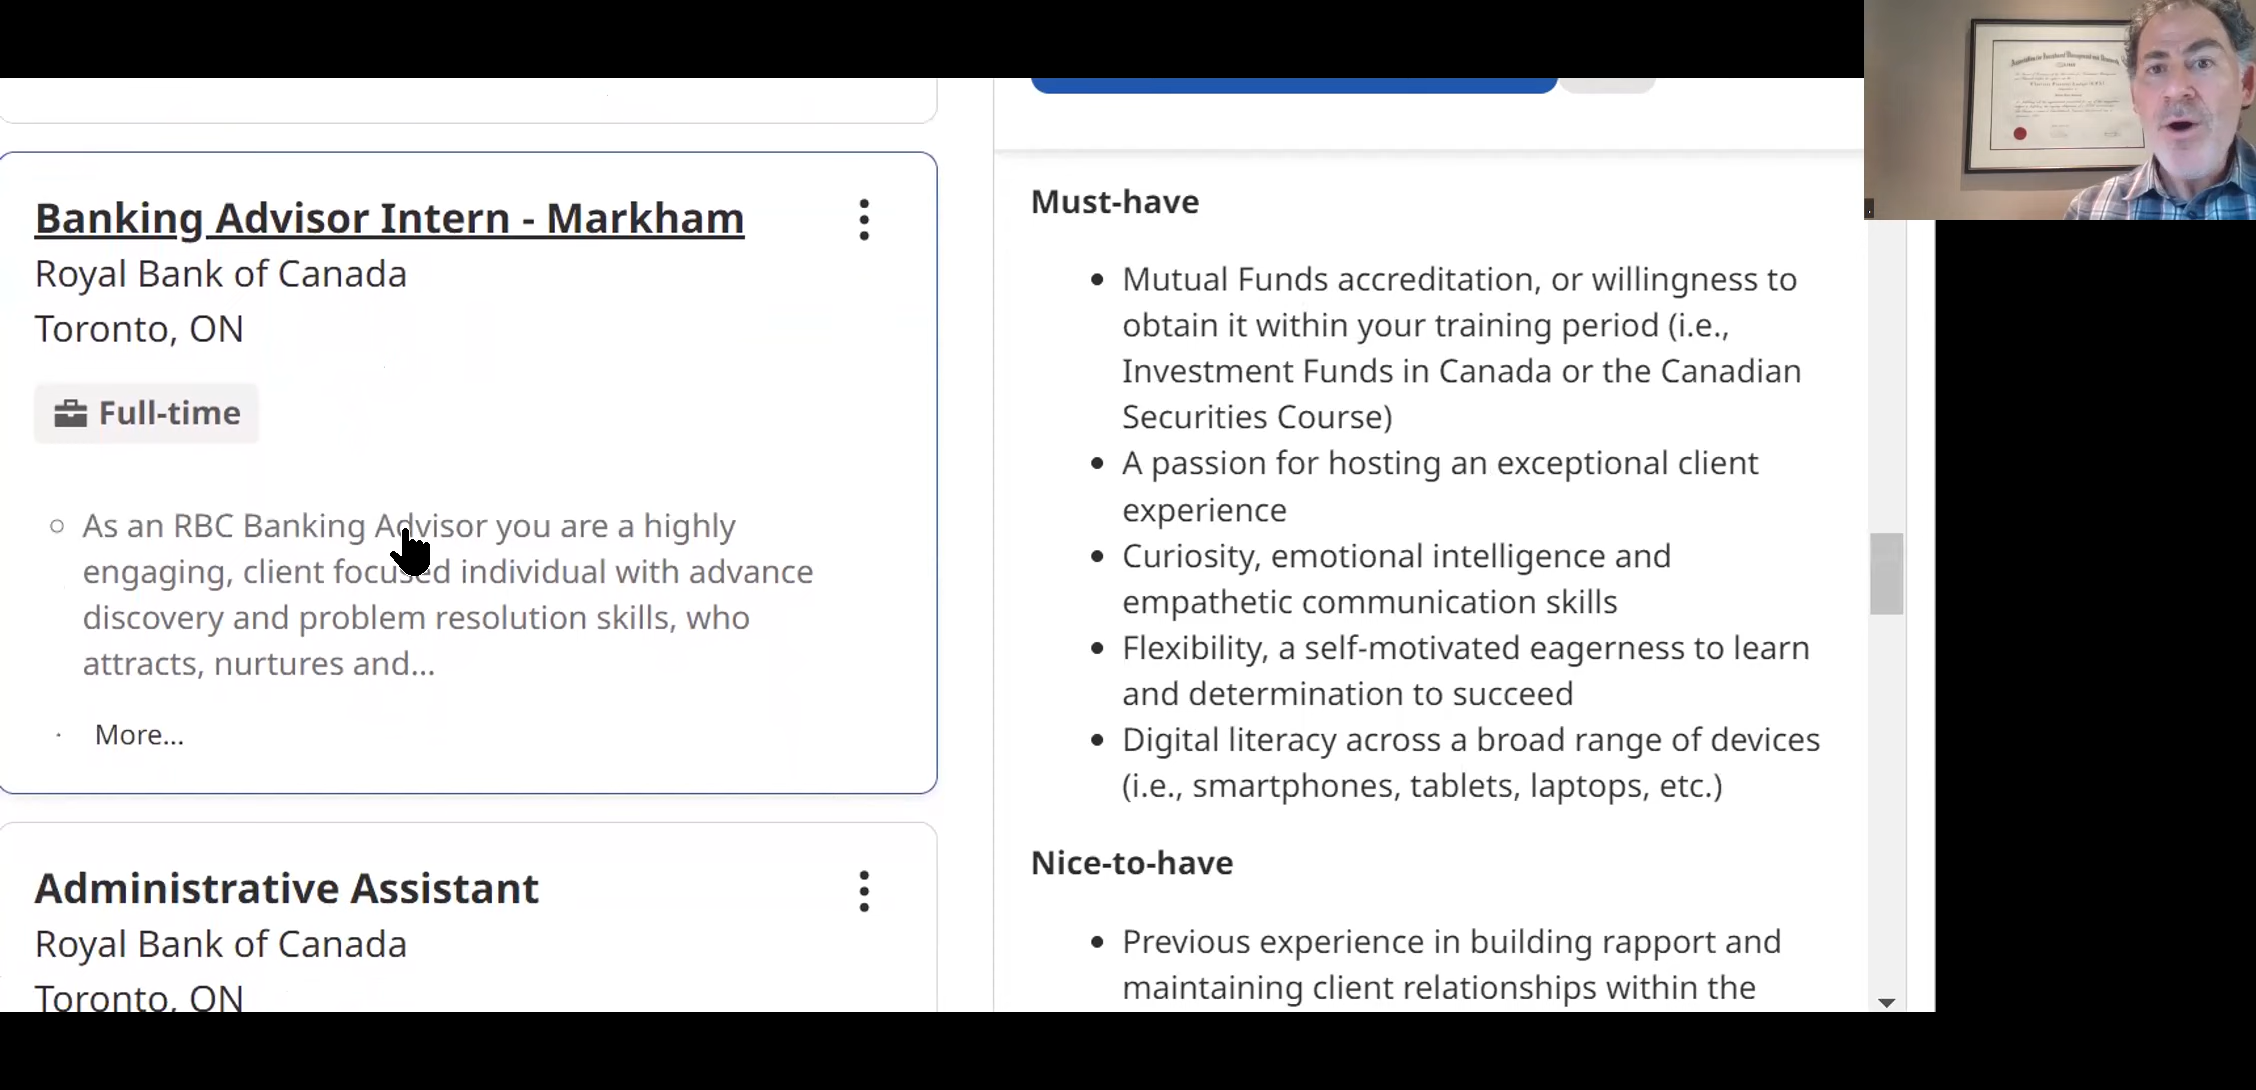 Banking Advisor Intern - Markham
Royal Bank of Canada
Toronto, ON
Full-time
As an RBC Banking Advisor you are a highly
engaging, client focused individual with advance
discovery and problem resolution skills, who
attracts, nurtures and...
More...
Administrative Assistant
Royal Bank of Canada
Toronto, ON
Must-have
Mutual Funds accreditation, or willingness to
obtain it within your training period (i.e.,
Investment Funds in Canada or the Canadian
Securities Course)
A passion for hosting an exceptional client
experience
Curiosity, emotional intelligence and
empathetic communication skills
Flexibility, a self-motivated eagerness to learn
and determination to succeed
Digital literacy across a broad range of devices
(i.e., smartphones, tablets, laptops, etc.)
Nice-to-have
Previous experience in building rapport and
maintaining client relationships within the